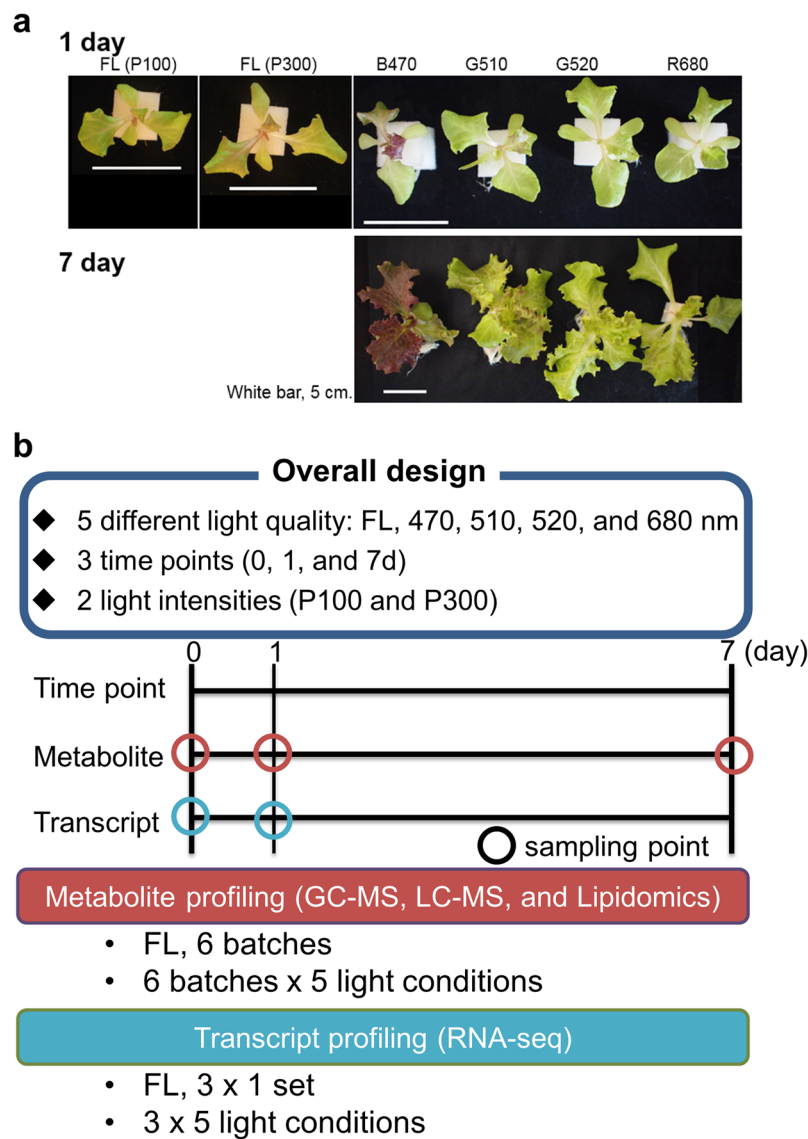 a
1 day
FL (P100) FL (P300) B470 G510 G520 R680
7 day
White bar, 5 cm.
b
Overall design
◆ 5 different light quality: FL, 470, 510, 520, and 680 nm
◆ 3 time points (0, 1, and 7d)
◆ 2 light intensities (P100 and P300)
0 1 7 (day)
Time point
Metabolite
Transcript
sampling point
Metabolite profiling (GC-MS, LC-MS, and Lipidomics)
• FL, 6 batches
• 6 batches x 5 light conditions
Transcript profiling (RNA-seq)
• FL, 3 x 1 set
• 3 x 5 light conditions